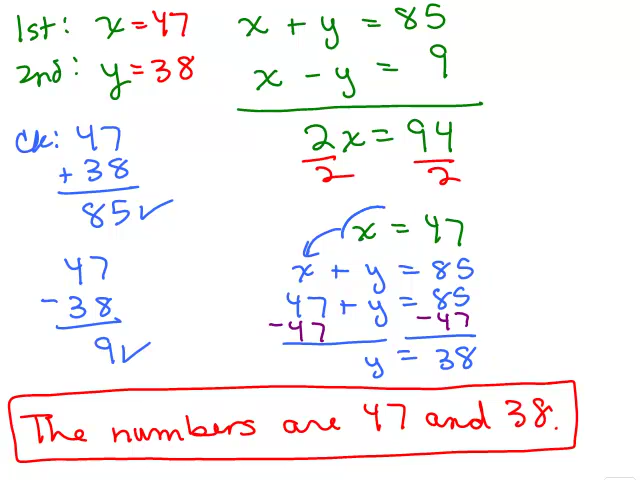 1st: x = 47
2nd: y = 38
x + y = 85
x - y = 9
2x = 94
2 2
ck: 47
+ 38
85 ✓
47
- 38
9 ✓
x = 47
x + y = 85
47 + y = 85
-47 -47
y = 38
The numbers are 47 and 38.